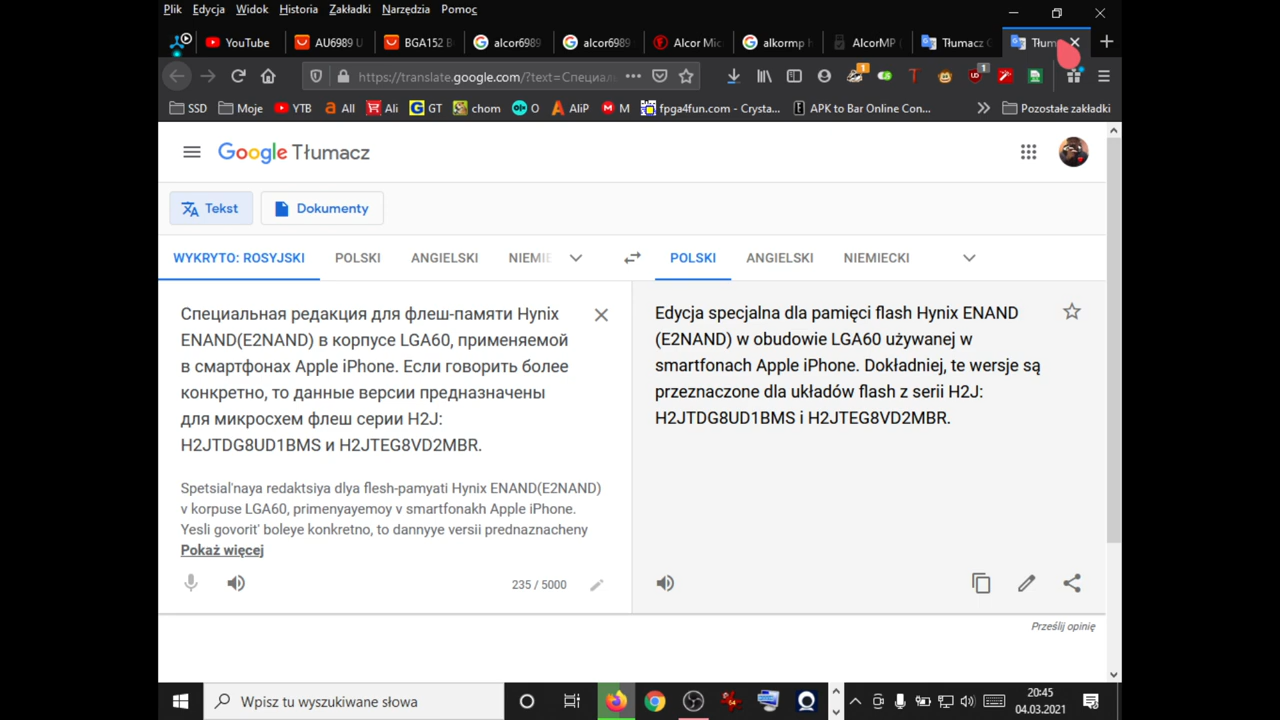 Plik Edycja Widok Historia Zakładki Narzędzia Pomoc
YouTube AU6989 U BGA152 B alcor6989 alcor6989 Alcor Mic alkormp h AlcorMP ( Tłumacz G Tłum
https://translate.google.com/?text=Специал 1 1
SSD Moje YTB All Ali GT chom O AliP M fpga4fun.com - Crysta... APK to Bar Online Con... Pozostałe zakładki
Google Tłumacz
Tekst Dokumenty
WYKRYTO: ROSYJSKI POLSKI ANGIELSKI NIEMIE POLSKI ANGIELSKI NIEMIECKI
Специальная редакция для флеш-памяти Hynix
ENAND(E2NAND) в корпусе LGA60, применяемой
в смартфонах Apple iPhone. Если говорить более
конкретно, то данные версии предназначены
для микросхем флеш серии H2J:
H2JTDG8UD1BMS и H2JTEG8VD2MBR.
Spetsial'naya redaktsiya dlya flesh-pamyati Hynix ENAND(E2NAND)
v korpuse LGA60, primenyayemoy v smartfonakh Apple iPhone.
Yesli govorit' boleye konkretno, to dannyye versii prednaznacheny
Pokaż więcej
235 / 5000
Edycja specjalna dla pamięci flash Hynix ENAND
(E2NAND) w obudowie LGA60 używanej w
smartfonach Apple iPhone. Dokładniej, te wersje są
przeznaczone dla układów flash z serii H2J:
H2JTDG8UD1BMS i H2JTEG8VD2MBR.
Prześlij opinię
Wpisz tu wyszukiwane słowa 64 20:45
04.03.2021